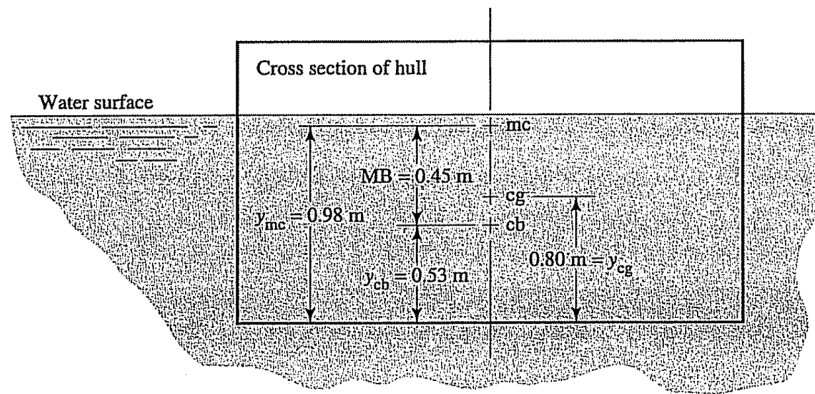 Cross section of hull
Water surface
mc
MB = 0.45 m
cg
y_mc = 0.98 m
cb
0.80 m = y_cg
y_cb = 0.53 m